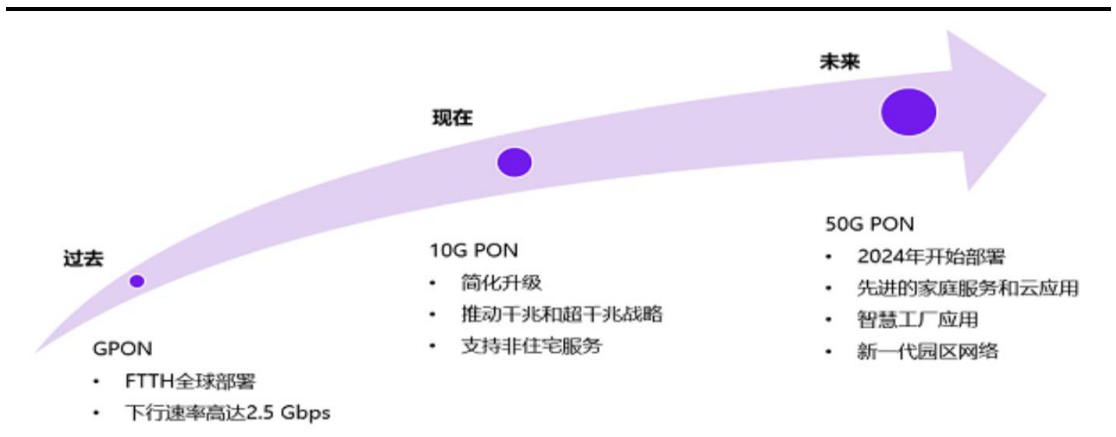 过去
GPON
• FTTH全球部署
• 下行速率高达2.5 Gbps
现在
10G PON
• 简化升级
• 推动千兆和超千兆战略
• 支持非住宅服务
未来
50G PON
• 2024年开始部署
• 先进的家庭服务和云应用
• 智慧工厂应用
• 新一代园区网络